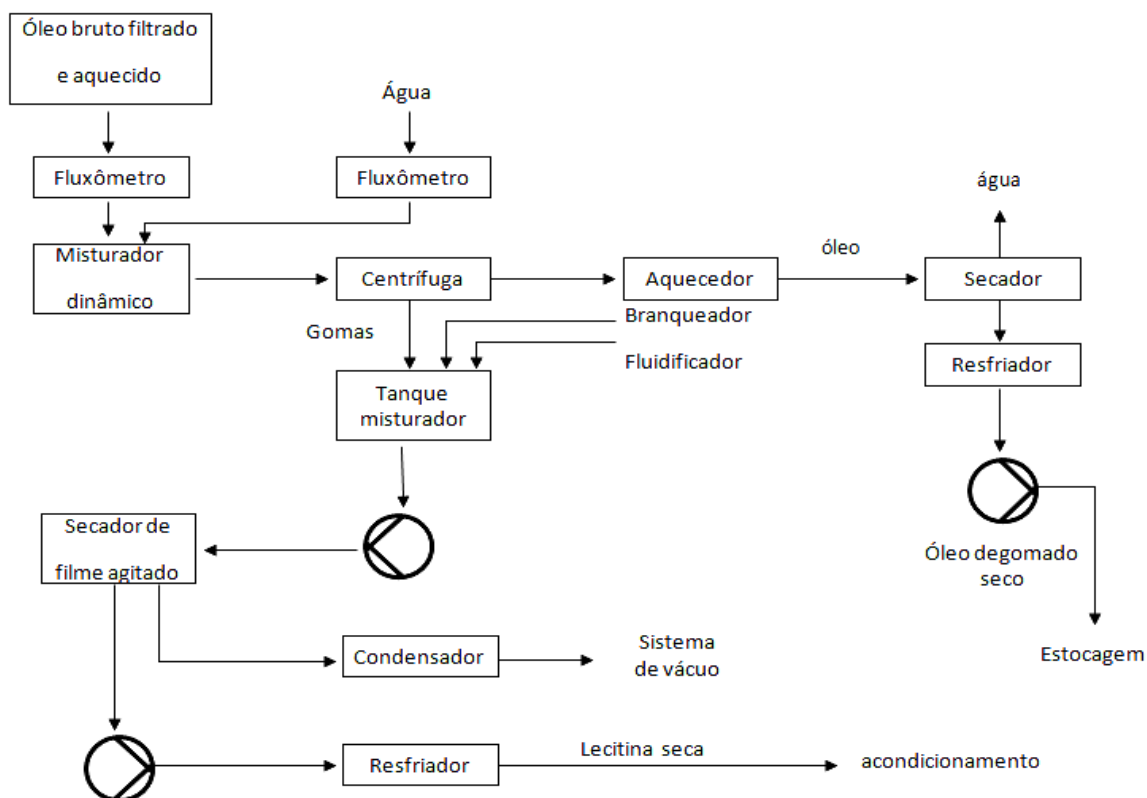 Óleo bruto filtrado
e aquecido
Água
Fluxômetro
Fluxômetro
água
Misturador
dinâmico
Centrífuga
Aquecedor
óleo
Secador
Gomas
Branqueador
Fluidificador
Resfriador
Tanque
misturador
Secador de
filme agitado
Óleo degomado
seco
Condensador
Sistema
de vácuo
Estocagem
Resfriador
Lecitina seca
acondicionamento